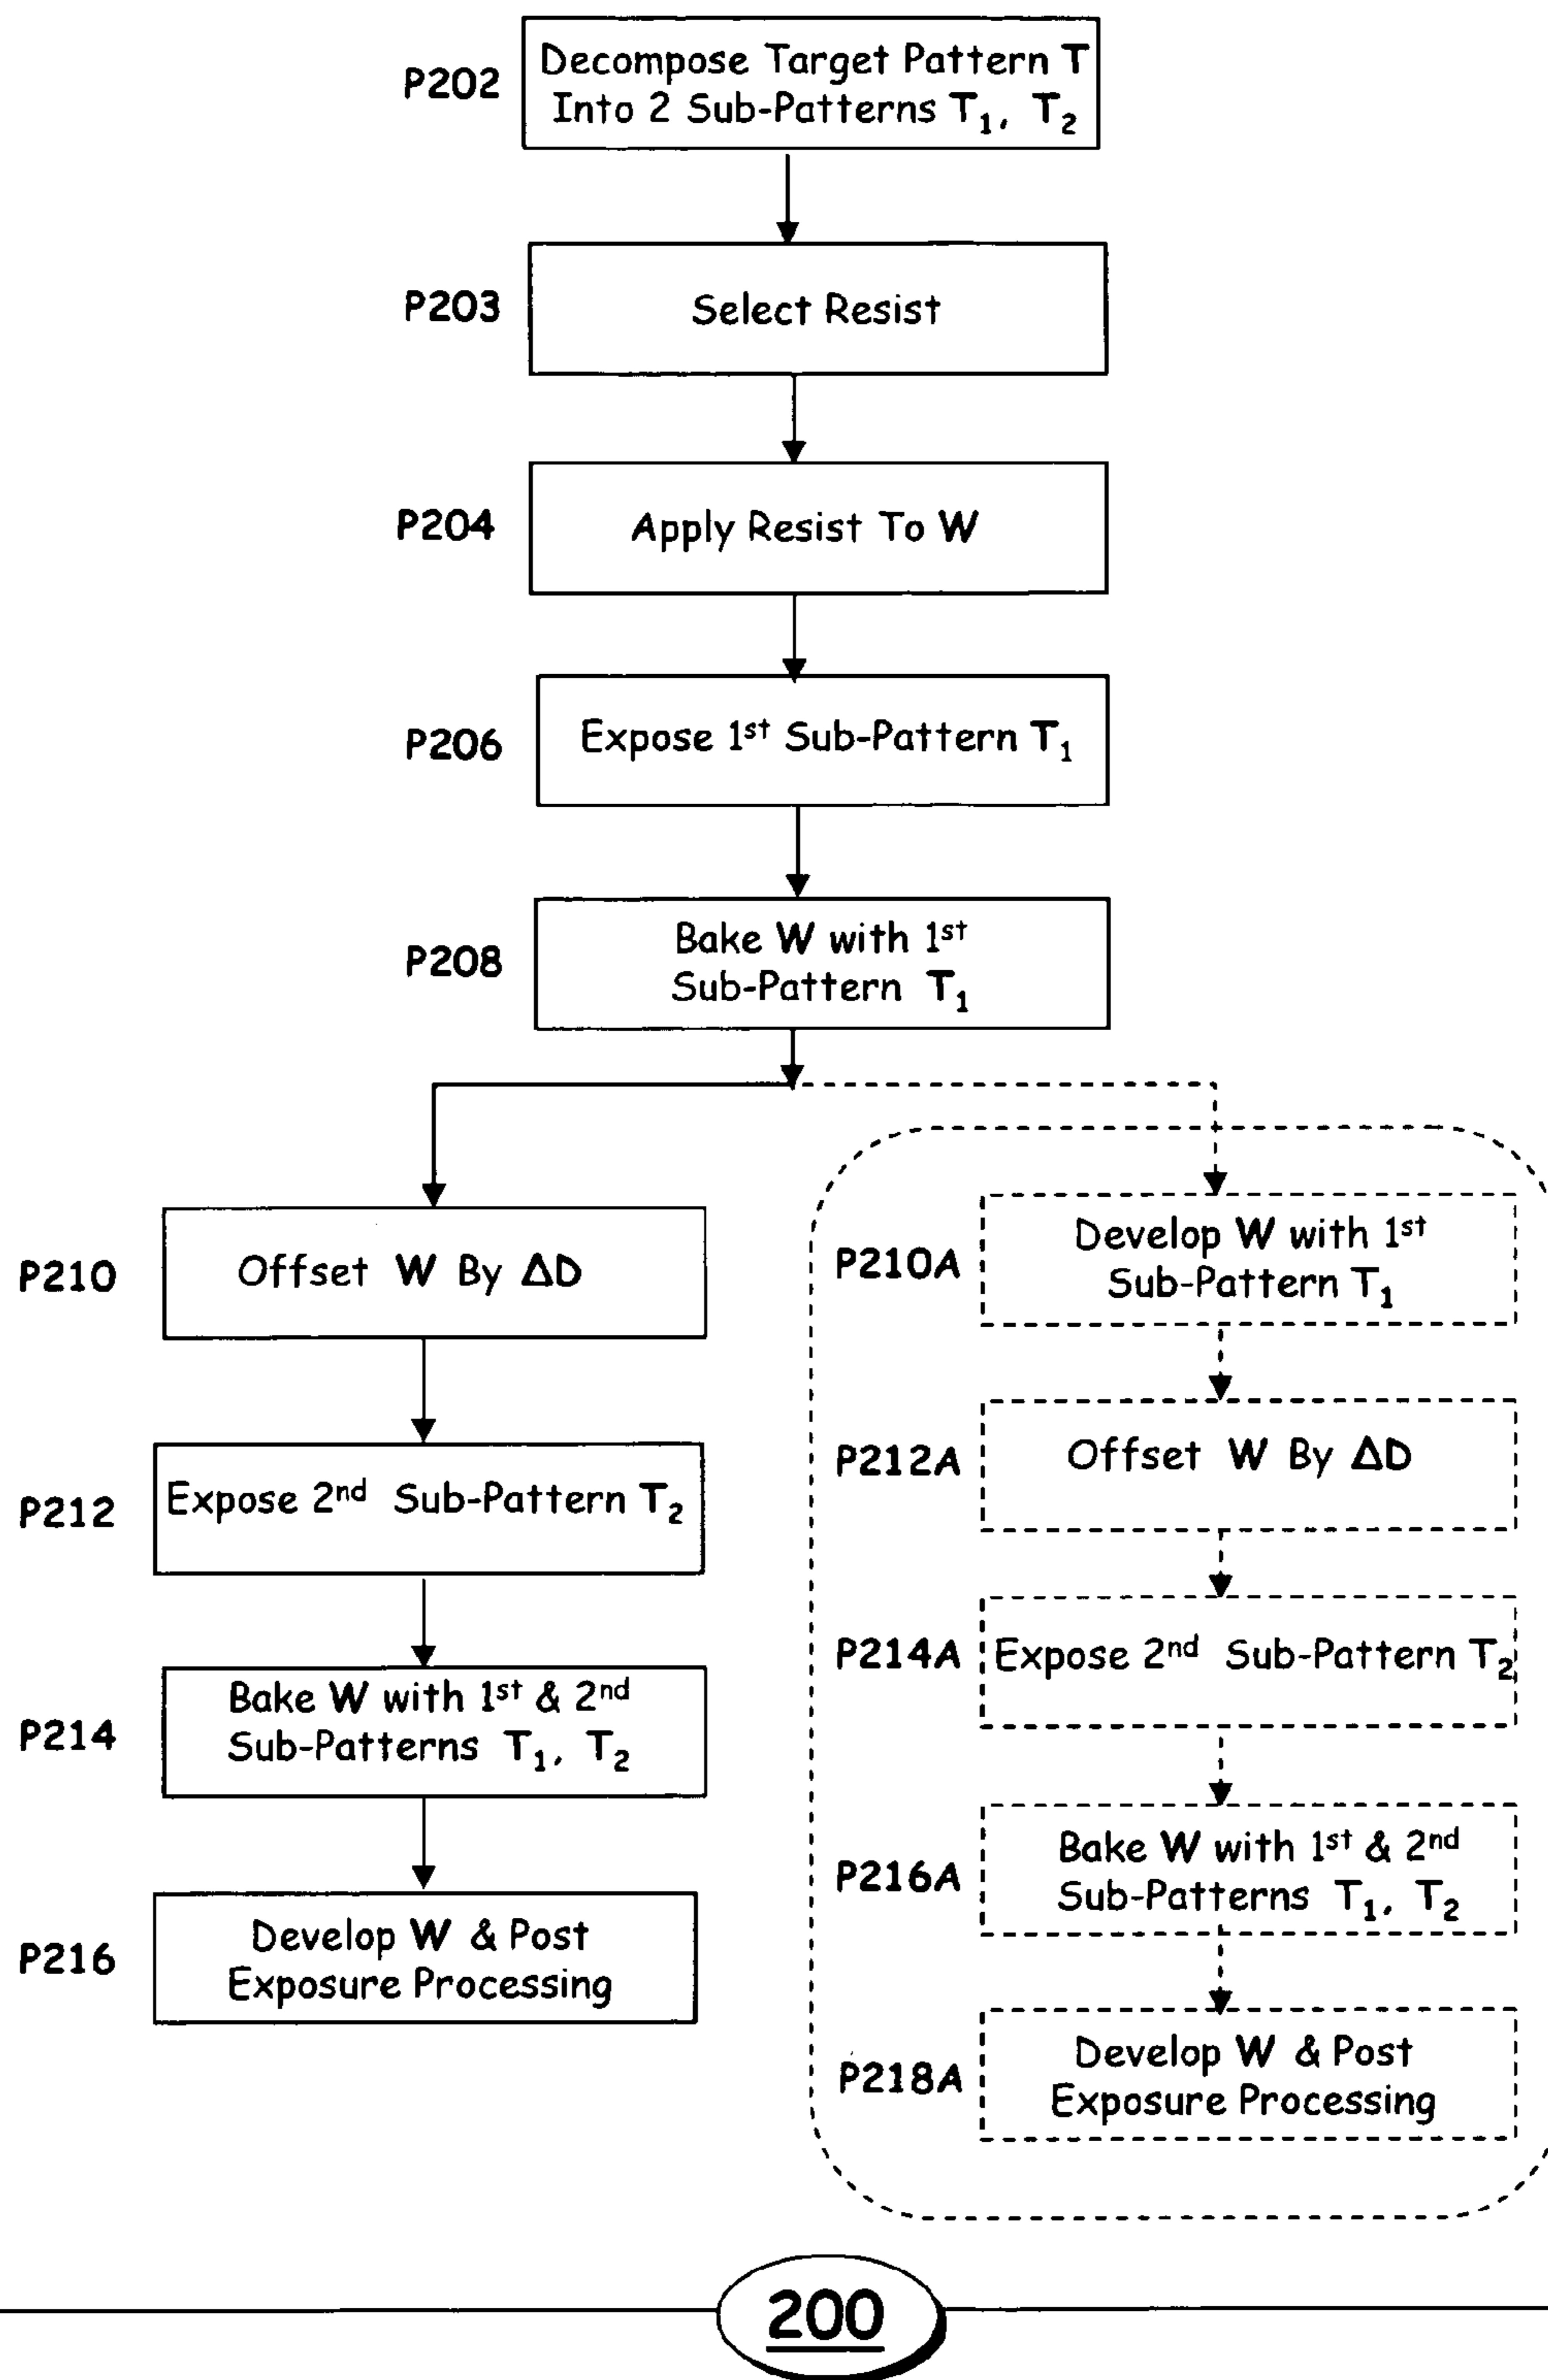 P202
Decompose Target Pattern T
Into 2 Sub-Patterns T₁, T₂
P203
Select Resist
P204
Apply Resist To W
P206
Expose 1ˢᵗ Sub-Pattern T₁
P208
Bake W with 1ˢᵗ
Sub-Pattern T₁
P210
Offset W By ΔD
P212
Expose 2ⁿᵈ Sub-Pattern T₂
P214
Bake W with 1ˢᵗ & 2ⁿᵈ
Sub-Patterns T₁, T₂
P216
Develop W & Post
Exposure Processing
P210A
Develop W with 1ˢᵗ
Sub-Pattern T₁
P212A
Offset W By ΔD
P214A
Expose 2ⁿᵈ Sub-Pattern T₂
P216A
Bake W with 1ˢᵗ & 2ⁿᵈ
Sub-Patterns T₁, T₂
P218A
Develop W & Post
Exposure Processing
200